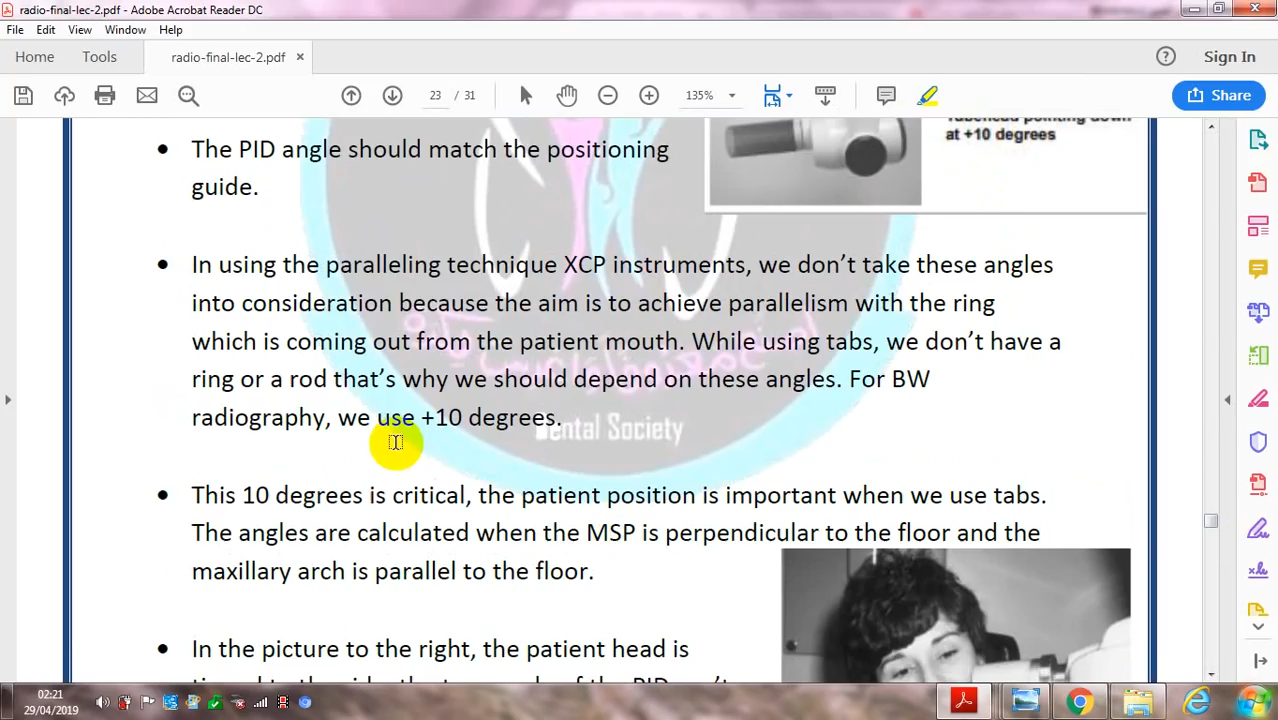 radio-final-lec-2.pdf - Adobe Acrobat Reader DC
File Edit View Window Help
Home Tools radio-final-lec-2.pdf × Sign In
23 / 31 135% Share
Tubehead pointing down
at +10 degrees
• The PID angle should match the positioning
guide.
• In using the paralleling technique XCP instruments, we don't take these angles
into consideration because the aim is to achieve parallelism with the ring
which is coming out from the patient mouth. While using tabs, we don't have a
ring or a rod that's why we should depend on these angles. For BW
radiography, we use +10 degrees.
Dental Society
• This 10 degrees is critical, the patient position is important when we use tabs.
The angles are calculated when the MSP is perpendicular to the floor and the
maxillary arch is parallel to the floor.
• In the picture to the right, the patient head is
02:21
29/04/2019